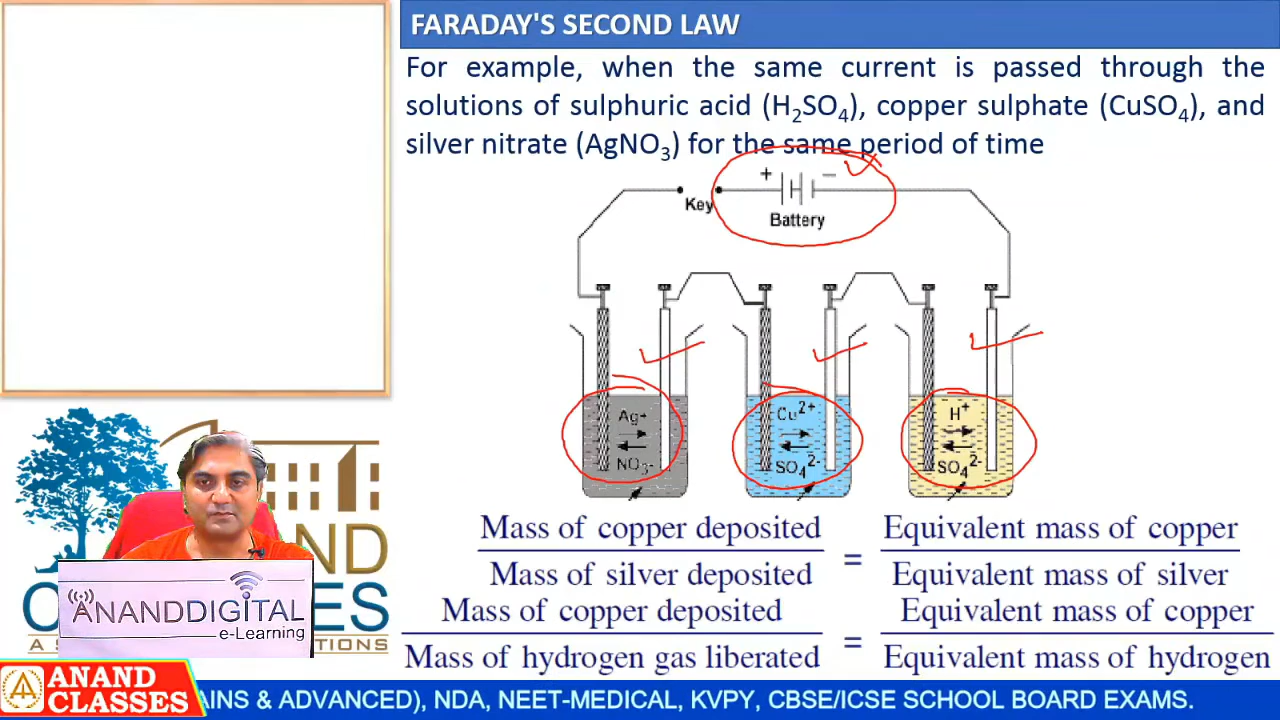 FARADAY'S SECOND LAW
For example, when the same current is passed through the
solutions of sulphuric acid (H₂SO₄), copper sulphate (CuSO₄), and
silver nitrate (AgNO₃) for the same period of time
+ −
Key
Battery
Ag+
NO₃-
Cu²⁺
SO₄²⁻
H⁺
SO₄²⁻
Mass of copper deposited
Mass of silver deposited
=
Equivalent mass of copper
Equivalent mass of silver
Mass of copper deposited
Mass of hydrogen gas liberated
=
Equivalent mass of copper
Equivalent mass of hydrogen
ANANDDIGITAL
e-Learning
ANAND
CLASSES
AINS & ADVANCED), NDA, NEET-MEDICAL, KVPY, CBSE/ICSE SCHOOL BOARD EXAMS.